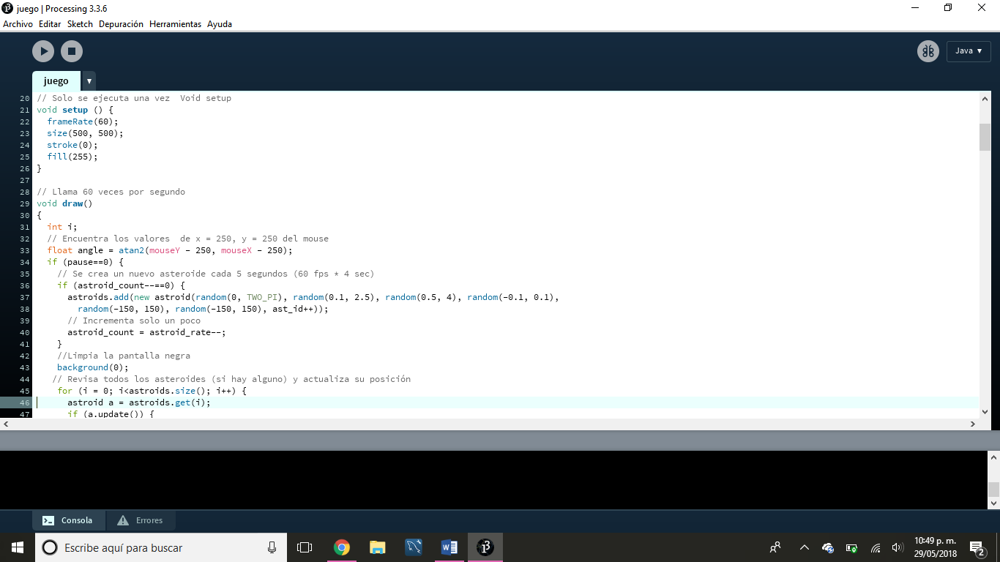 juego | Processing 3.3.6
Archivo Editar Sketch Depuración Herramientas Ayuda
Java ▼
juego ▼
20 // Solo se ejecuta una vez  Void setup
21 void setup () {
22   frameRate(60);
23   size(500, 500);
24   stroke(0);
25   fill(255);
26 }
27
28 // Llama 60 veces por segundo
29 void draw()
30 {
31   int i;
32   // Encuentra los valores  de x = 250, y = 250 del mouse
33   float angle = atan2(mouseY - 250, mouseX - 250);
34   if (pause==0) {
35     // Se crea un nuevo asteroide cada 5 segundos (60 fps * 4 sec)
36     if (astroid_count--==0) {
37       astroids.add(new astroid(random(0, TWO_PI), random(0.1, 2.5), random(0.5, 4), random(-0.1, 0.1),
38         random(-150, 150), random(-150, 150), ast_id++));
39       // Incrementa solo un poco
40       astroid_count = astroid_rate--;
41     }
42     //Limpia la pantalla negra
43     background(0);
44    // Revisa todos los asteroides (si hay alguno) y actualiza su posición
45     for (i = 0; i<astroids.size(); i++) {
46       astroid a = astroids.get(i);
47       if (a.update()) {
Consola Errores
Escribe aquí para buscar
10:49 p. m.
29/05/2018
2